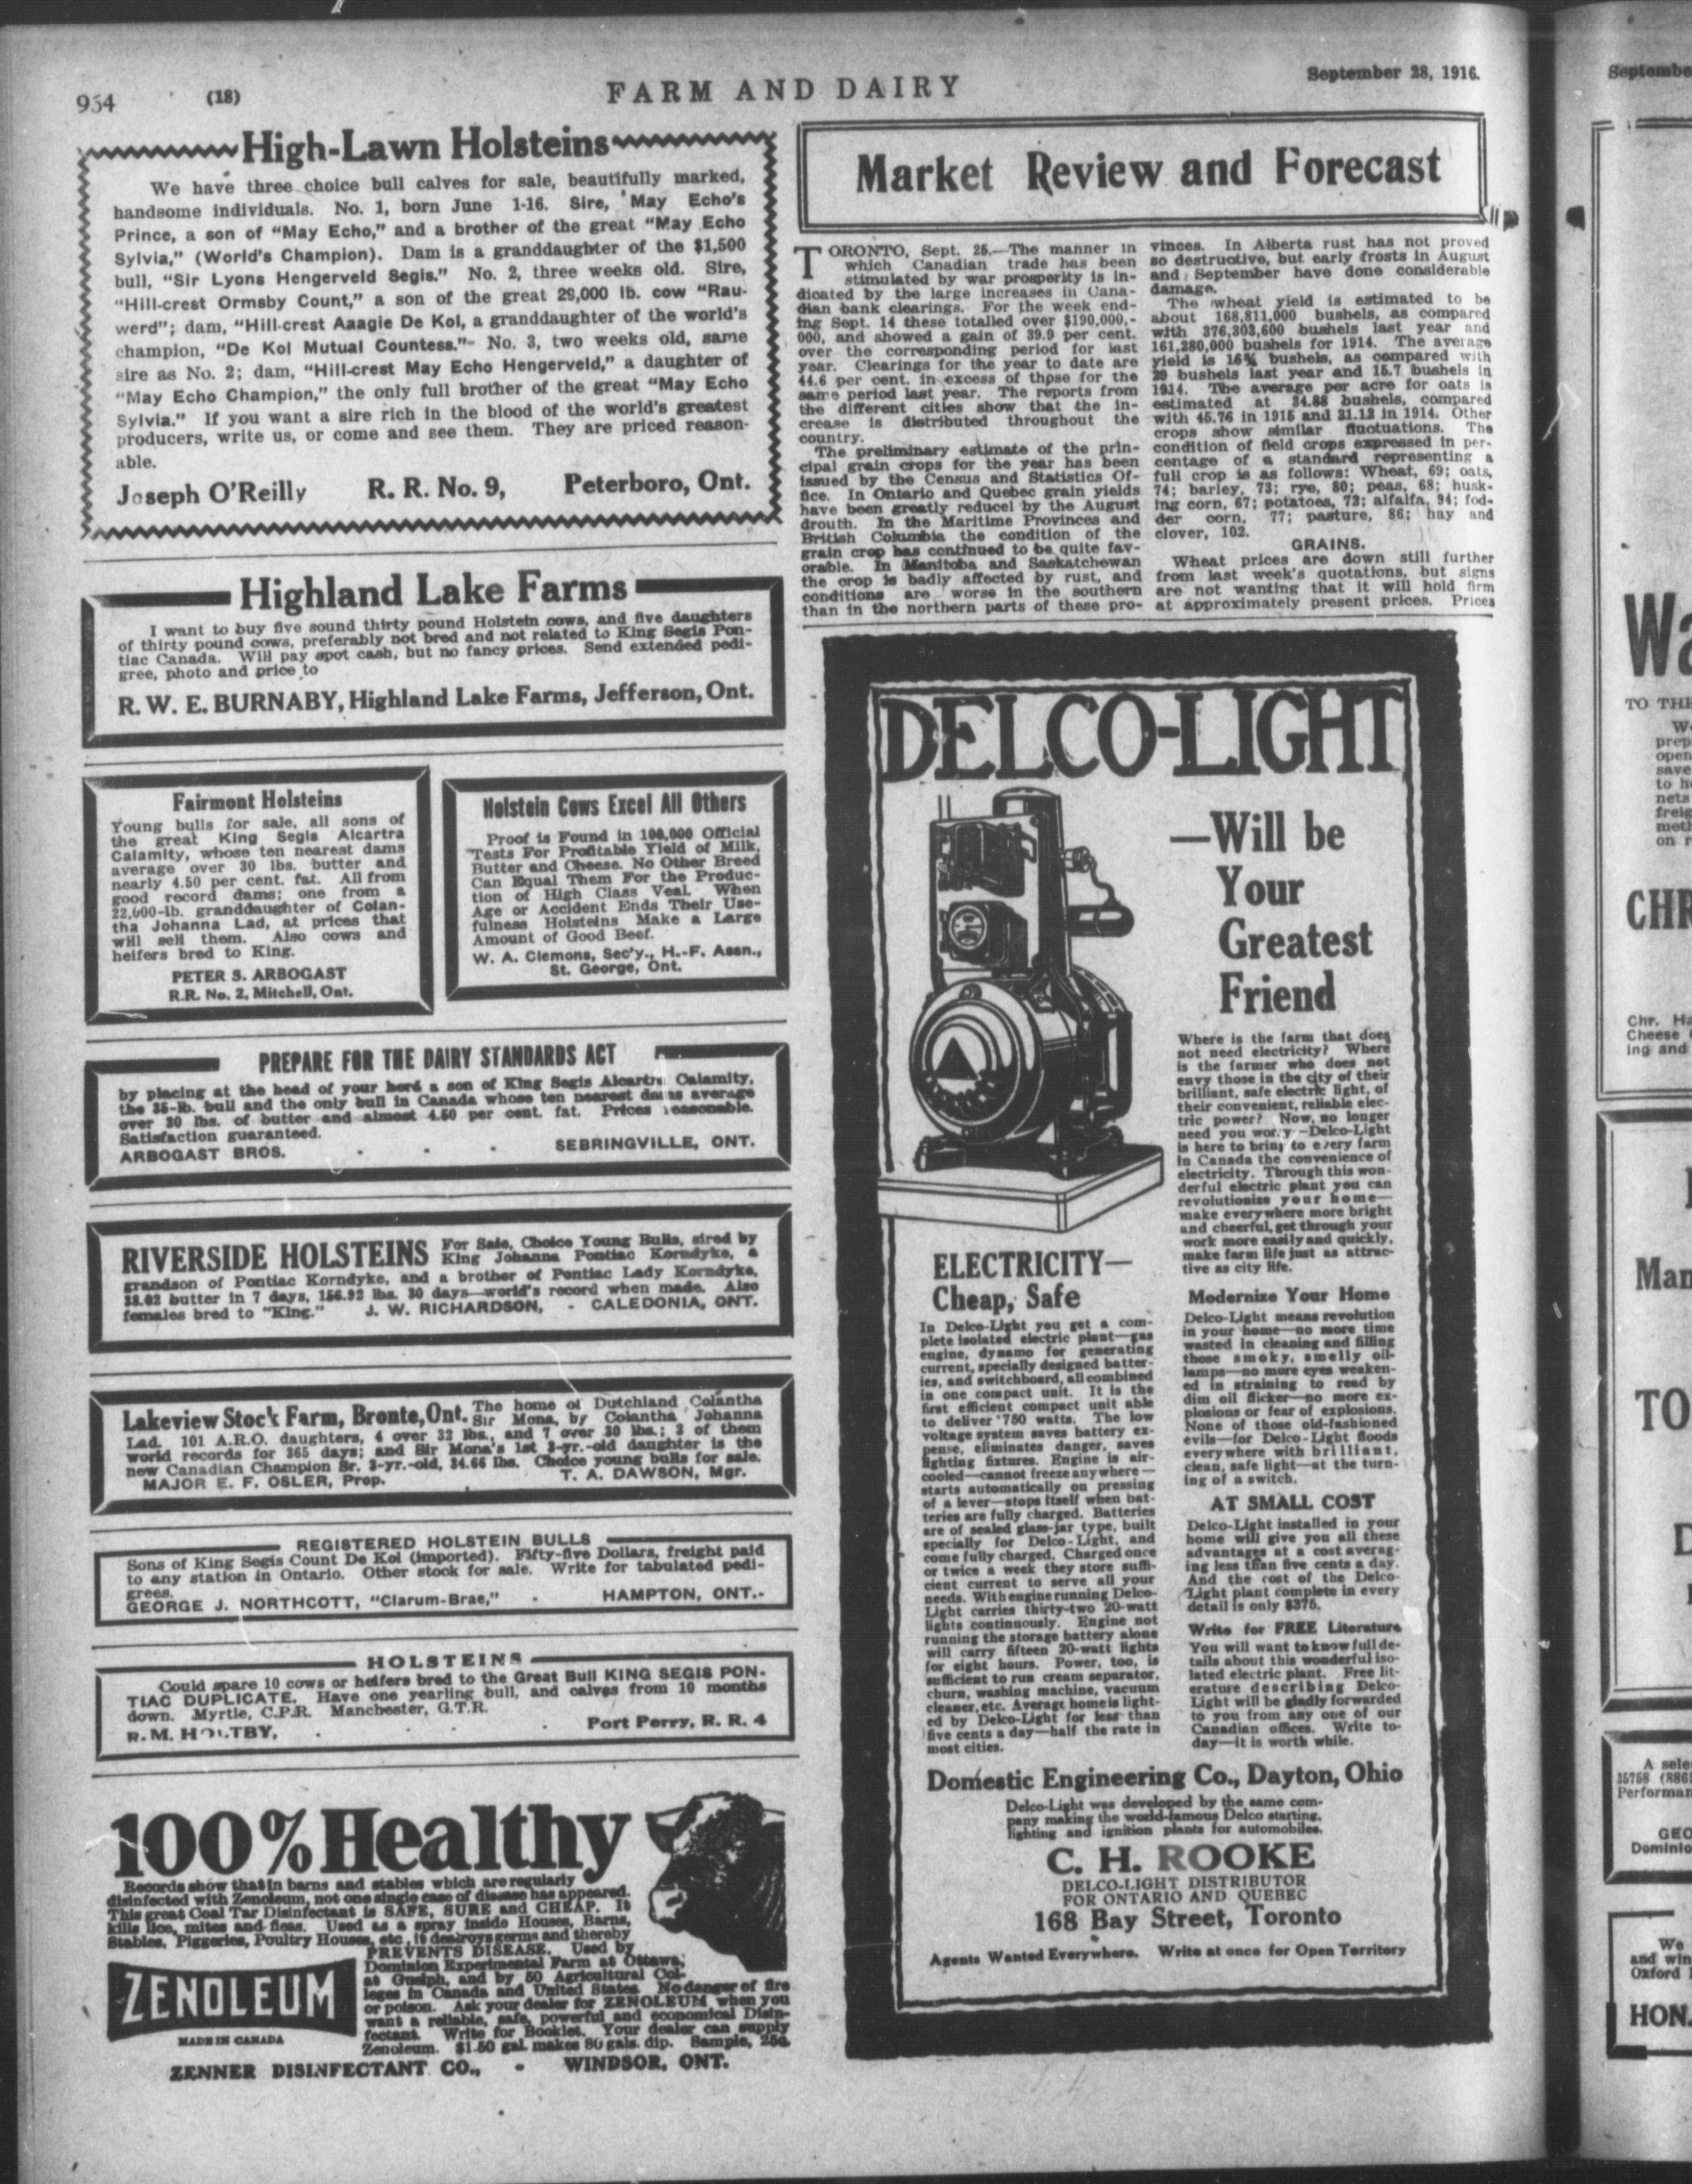 964 (18)
FARM AND DAIRY
September 28, 1916.
High-Lawn Holsteins
We have three choice bull calves for sale, beautifully marked,
handsome individuals. No. 1, born June 1-16. Sire, 'May Echo's
Prince, a son of "May Echo," and a brother of the great "May Echo
Sylvia," (World's Champion). Dam is a granddaughter of the $1,500
bull, "Sir Lyons Hengerveld Segis." No. 2, three weeks old. Sire,
"Hill-crest Ormsby Count," a son of the great 29,000 lb. cow "Rau-
werd"; dam, "Hill-crest Aaagie De Kol, a granddaughter of the world's
champion, "De Kol Mutual Countess." No. 3, two weeks old, same
sire as No. 2; dam, "Hill-crest May Echo Hengerveld," a daughter of
"May Echo Champion," the only full brother of the great "May Echo
Sylvia." If you want a sire rich in the blood of the world's greatest
producers, write us, or come and see them. They are priced reason-
able.
Joseph O'Reilly R. R. No. 9, Peterboro, Ont.
Highland Lake Farms
I want to buy five sound thirty pound Holstein cows, and five daughters
of thirty pound cows, preferably not bred and not related to King Segis Pon-
tiac Canada. Will pay spot cash, but no fancy prices. Send extended pedi-
gree, photo and price to
R. W. E. BURNABY, Highland Lake Farms, Jefferson, Ont.
Fairmont Holsteins
Young bulls for sale, all sons of
the great King Segis Alcartra
Calamity, whose ten nearest dams
average over 30 lbs. butter and
nearly 4.50 per cent. fat. All from
good record dams; one from a
22,000-lb. granddaughter of Colan-
tha Johanna Lad, at prices that
will sell them. Also cows and
heifers bred to King.
PETER S. ARBOGAST
R.R. No. 2, Mitchell, Ont.
Holstein Cows Excel All Others
Proof is Found in 100,000 Official
Tests For Profitable Yield of Milk,
Butter and Cheese. No Other Breed
Can Equal Them For the Produc-
tion of High Class Veal. When
Age or Accident Ends Their Use-
fulness Holsteins Make a Large
Amount of Good Beef.
W. A. Clemons, Sec'y., H.-F. Assn.,
St. George, Ont.
PREPARE FOR THE DAIRY STANDARDS ACT
by placing at the head of your herd a son of King Segis Alcartra Calamity,
the 35-lb. bull and the only bull in Canada whose ten nearest dams average
over 30 lbs. of butter and almost 4.50 per cent. fat. Prices reasonable.
Satisfaction guaranteed.
ARBOGAST BROS. - - - SEBRINGVILLE, ONT.
RIVERSIDE HOLSTEINS For Sale, Choice Young Bulls, sired by
King Johanna Pontiac Korndyke, a
grandson of Pontiac Korndyke, and a brother of Pontiac Lady Korndyke,
38.02 butter in 7 days, 156.92 lbs. 30 days—world's record when made. Also
females bred to "King." J. W. RICHARDSON, - CALEDONIA, ONT.
Lakeview Stock Farm, Bronte, Ont. The home of Dutchland Colantha
Sir Mona, by Colantha Johanna
Lad. 101 A.R.O. daughters, 4 over 32 lbs., and 7 over 30 lbs.; 3 of them
world records for 365 days; and Sir Mona's 1st 3-yr.-old daughter is the
new Canadian Champion Sr. 3-yr.-old, 34.66 lbs. Choice young bulls for sale.
MAJOR E. F. OSLER, Prop. T. A. DAWSON, Mgr.
REGISTERED HOLSTEIN BULLS
Sons of King Segis Count De Kol (imported). Fifty-five Dollars, freight paid
to any station in Ontario. Other stock for sale. Write for tabulated pedi-
grees.
GEORGE J. NORTHCOTT, "Clarum-Brae," - HAMPTON, ONT.
HOLSTEINS
Could spare 10 cows or heifers bred to the Great Bull KING SEGIS PON-
TIAC DUPLICATE. Have one yearling bull, and calves from 10 months
down. Myrtle, C.P.R. Manchester, G.T.R.
R. M. HOLTBY, Port Perry, R. R. 4
100% Healthy
Records show that in barns and stables which are regularly
disinfected with Zenoleum, not one single case of disease has appeared.
This great Coal Tar Disinfectant is SAFE, SURE and CHEAP. It
kills lice, mites and fleas. Used as a spray inside Houses, Barns,
Stables, Piggeries, Poultry Houses, etc., it destroys germs and thereby
PREVENTS DISEASE. Used by
Dominion Experimental Farm at Ottawa,
at Guelph, and by 50 Agricultural Col-
leges in Canada and United States. No danger of fire
or poison. Ask your dealer for ZENOLEUM when you
want a reliable, safe, powerful and economical Disin-
fectant. Write for Booklet. Your dealer can supply
Zenoleum. $1.50 gal. makes 80 gals. dip. Sample, 25c.
ZENOLEUM
MADE IN CANADA
ZENNER DISINFECTANT CO., - WINDSOR, ONT.
Market Review and Forecast
TORONTO, Sept. 25.—The manner in
which Canadian trade has been
stimulated by war prosperity is in-
dicated by the large increases in Cana-
dian bank clearings. For the week end-
ing Sept. 14 these totalled over $190,000,-
000, and showed a gain of 39.9 per cent.
over the corresponding period for last
year. Clearings for the year to date are
44.6 per cent. in excess of those for the
same period last year. The reports from
the different cities show that the in-
crease is distributed throughout the
country.
The preliminary estimate of the prin-
cipal grain crops for the year has been
issued by the Census and Statistics Of-
fice. In Ontario and Quebec grain yields
have been greatly reducel by the August
drouth. In the Maritime Provinces and
British Columbia the condition of the
grain crop has continued to be quite fav-
orable. In Manitoba and Saskatchewan
the crop is badly affected by rust, and
conditions are worse in the southern
than in the northern parts of these pro-
vinces. In Alberta rust has not proved
so destructive, but early frosts in August
and September have done considerable
damage.
The wheat yield is estimated to be
about 168,811,000 bushels, as compared
with 376,303,600 bushels last year and
161,280,000 bushels for 1914. The average
yield is 16¾ bushels, as compared with
29 bushels last year and 15.7 bushels in
1914. The average per acre for oats is
estimated at 34.88 bushels, compared
with 45.76 in 1915 and 31.12 in 1914. Other
crops show similar fluctuations. The
condition of field crops expressed in per-
centage of a standard representing a
full crop is as follows: Wheat, 69; oats,
74; barley, 73; rye, 80; peas, 68; husk-
ing corn, 67; potatoes, 72; alfalfa, 94; fod-
der corn, 77; pasture, 86; hay and
clover, 102.
GRAINS.
Wheat prices are down still further
from last week's quotations, but signs
are not wanting that it will hold firm
at approximately present prices. Prices
DELCO-LIGHT
—Will be
Your
Greatest
Friend
Where is the farm that does
not need electricity? Where
is the farmer who does not
envy those in the city of their
brilliant, safe electric light, of
their convenient, reliable elec-
tric power? Now, no longer
need you worry—Delco-Light
is here to bring to every farm
in Canada the convenience of
electricity. Through this won-
derful electric plant you can
revolutionize your home—
make everywhere more bright
and cheerful, get through your
work more easily and quickly,
make farm life just as attrac-
tive as city life.
Modernize Your Home
Delco-Light means revolution
in your home—no more time
wasted in cleaning and filling
those smoky, smelly oil-
lamps—no more eyes weaken-
ed in straining to read by
dim oil flicker—no more ex-
plosions or fear of explosions.
None of those old-fashioned
evils—for Delco-Light floods
everywhere with brilliant,
clean, safe light—at the turn-
ing of a switch.
AT SMALL COST
Delco-Light installed in your
home will give you all these
advantages at a cost averag-
ing less than five cents a day.
And the cost of the Delco-
Light plant complete in every
detail is only $375.
Write for FREE Literature
You will want to know full de-
tails about this wonderful iso-
lated electric plant. Free lit-
erature describing Delco-
Light will be gladly forwarded
to you from any one of our
Canadian offices. Write to-
day—it is worth while.
ELECTRICITY—
Cheap, Safe
In Delco-Light you get a com-
plete isolated electric plant—gas
engine, dynamo for generating
current, specially designed batter-
ies, and switchboard, all combined
in one compact unit. It is the
first efficient compact unit able
to deliver 750 watts. The low
voltage system saves battery ex-
pense, eliminates danger, saves
lighting fixtures. Engine is air-
cooled—cannot freeze anywhere—
starts automatically on pressing
of a lever—stops itself when bat-
teries are fully charged. Batteries
are of sealed glass-jar type, built
specially for Delco-Light, and
come fully charged. Charged once
or twice a week they store suffi-
cient current to serve all your
needs. With engine running Delco-
Light carries thirty-two 20-watt
lights continuously. Engine not
running the storage battery alone
will carry fifteen 20-watt lights
for eight hours. Power, too, is
sufficient to run cream separator,
churn, washing machine, vacuum
cleaner, etc. Average home is light-
ed by Delco-Light for less than
five cents a day—half the rate in
most cities.
Domestic Engineering Co., Dayton, Ohio
Delco-Light was developed by the same com-
pany making the world-famous Delco starting,
lighting and ignition plants for automobiles.
C. H. ROOKE
DELCO-LIGHT DISTRIBUTOR
FOR ONTARIO AND QUEBEC
168 Bay Street, Toronto
Agents Wanted Everywhere. Write at once for Open Territory
Septembe
Wa
TO THE
W
prep
open
save
to h
nets
freig
meth
on r
CHR
Chr. Ha
Cheese
ing and
Man
TO
A sele
35758 (886
Performan
GEO
Dominio
We
and win
Oxford
HON.